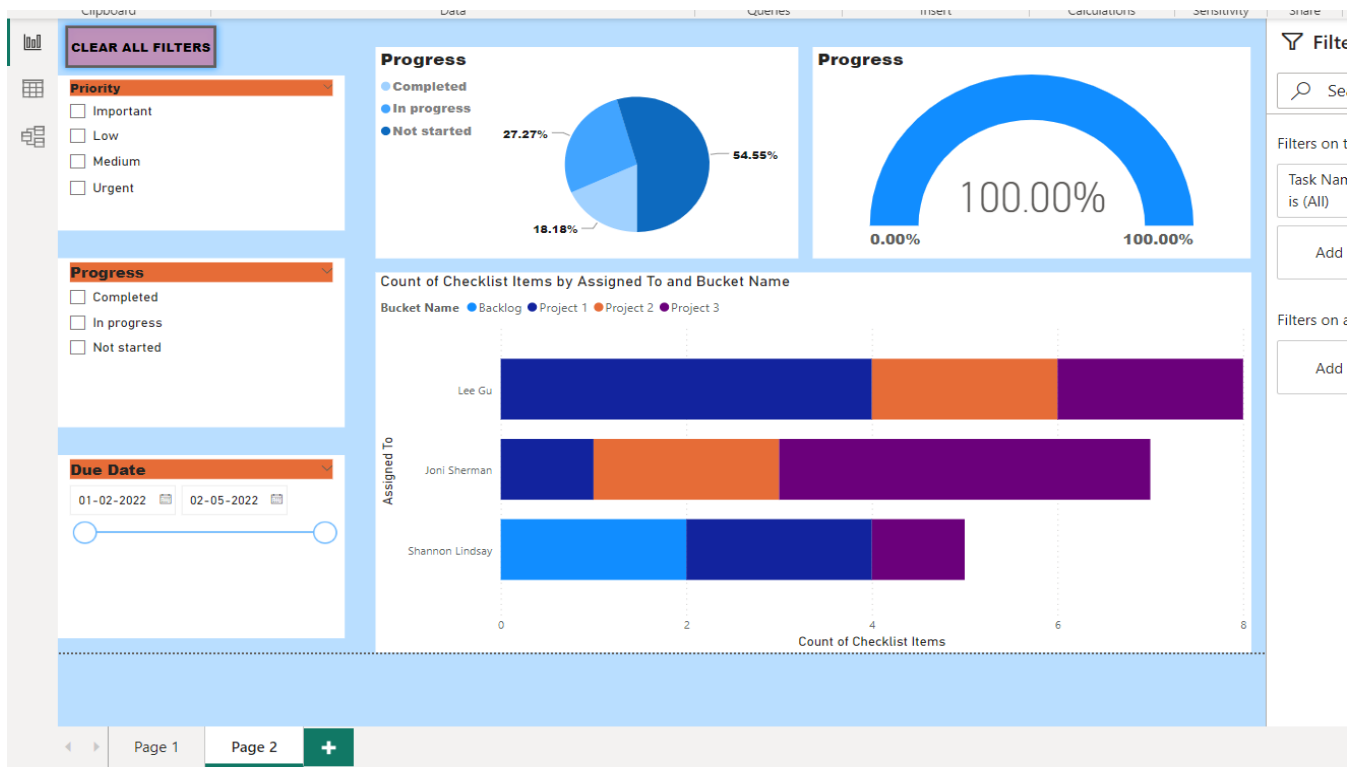 Clipboard Data Queries Insert Calculations Sensitivity Share
CLEAR ALL FILTERS
Priority
Important
Low
Medium
Urgent
Progress
Completed
In progress
Not started
Due Date
01-02-2022 02-05-2022
Progress
Completed
In progress
Not started
27.27%
54.55%
18.18%
Progress
100.00%
0.00% 100.00%
Count of Checklist Items by Assigned To and Bucket Name
Bucket Name Backlog Project 1 Project 2 Project 3
Assigned To
Lee Gu
Joni Sherman
Shannon Lindsay
0 2 4 6 8
Count of Checklist Items
Filte
Sea
Filters on t
Task Nam
is (All)
Add
Filters on a
Add
Page 1 Page 2 +